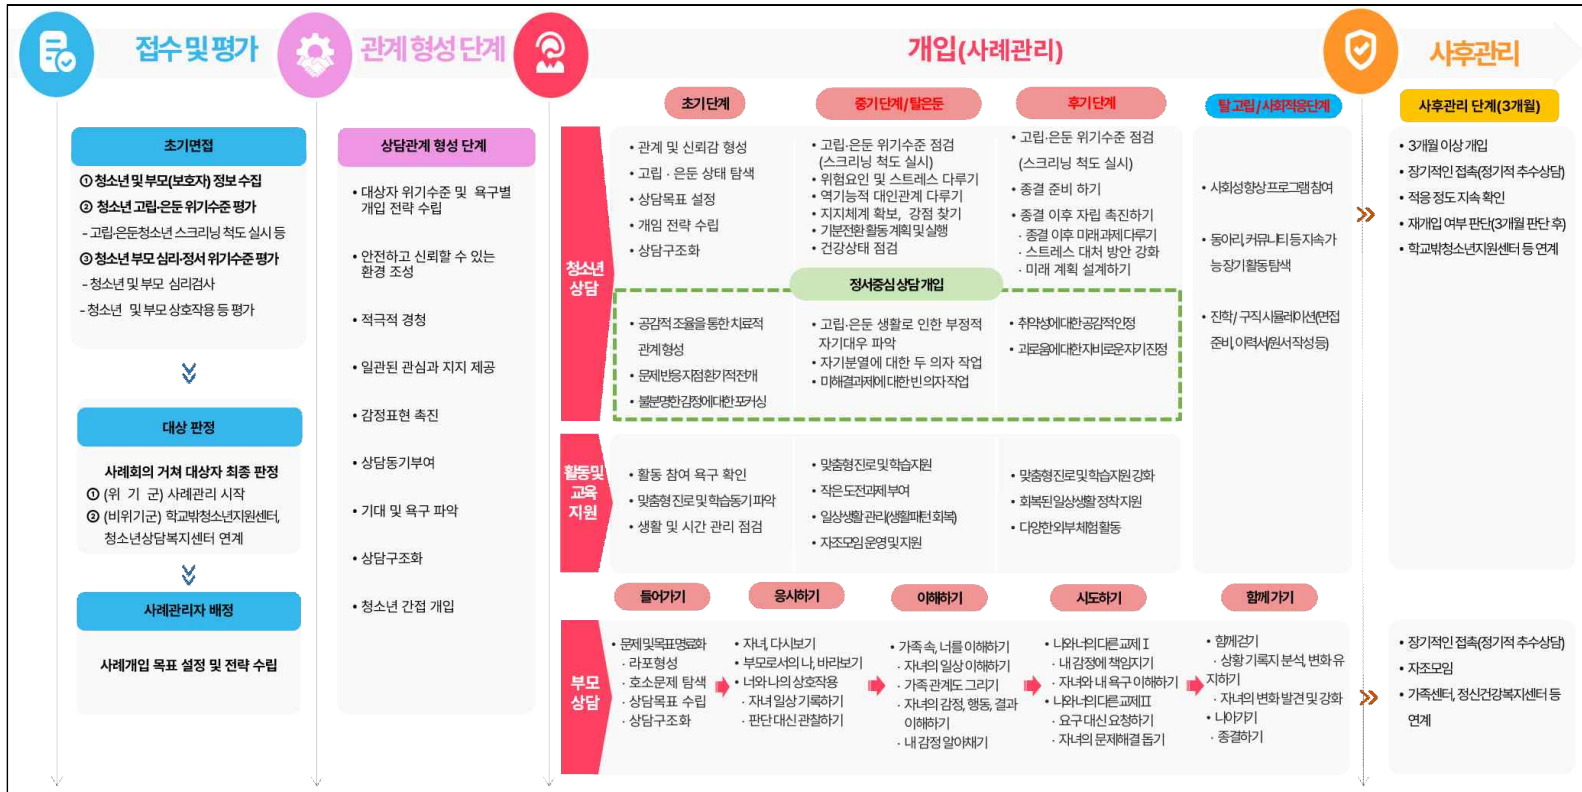 접수 및 평가
관계 형성 단계
개입(사례관리)
사후관리
초기면접
① 청소년 및 부모(보호자) 정보 수집
② 청소년 고립·은둔 위기수준 평가
- 고립·은둔청소년 스크리닝 척도 실시 등
③ 청소년 부모 심리·정서 위기수준 평가
- 청소년 및 부모 심리검사
- 청소년 및 부모 상호작용 등 평가
대상 판정
사례회의 거쳐 대상자 최종 판정
① (위 기 군) 사례관리 시작
② (비위기군) 학교밖청소년지원센터,
청소년상담복지센터 연계
사례관리자 배정
사례개입 목표 설정 및 전략 수립
상담관계 형성 단계
• 대상자 위기수준 및 욕구별
개입 전략 수립
• 안전하고 신뢰할 수 있는
환경 조성
• 적극적 경청
• 일관된 관심과 지지 제공
• 감정표현 촉진
• 상담동기부여
• 기대 및 욕구 파악
• 상담구조화
• 청소년 간접 개입
초기 단계
중기 단계/탈은둔
후기 단계
탈고립/사회적응단계
사후관리 단계(3개월)
청소년
상담
• 관계 및 신뢰감 형성
• 고립 · 은둔 상태 탐색
• 상담목표 설정
• 개입 전략 수립
• 상담구조화
• 고립·은둔 위기수준 점검
(스크리닝 척도 실시)
• 위험요인 및 스트레스 다루기
• 역기능적 대인관계 다루기
• 지지체계 확보, 강점 찾기
• 기분전환 활동 계획 및 실행
• 건강상태 점검
• 고립·은둔 위기수준 점검
(스크리닝 척도 실시)
• 종결 준비 하기
• 종결 이후 자립 촉진하기
· 종결 이후 미래과제 다루기
· 스트레스 대처 방안 강화
· 미래 계획 설계하기
정서중심 상담 개입
• 공감적 조율을 통한 치료적
관계 형성
• 문제 반응 지점 환기적 전개
• 불분명한 감정에 대한 포커싱
• 고립·은둔 생활로 인한 부정적
자기대우 파악
• 자기분열에 대한 두 의자 작업
• 미해결과제에 대한 빈 의자 작업
• 취약성에 대한 공감적 인정
• 괴로움에 대한 자비로운 자기진정
• 사회성 향상 프로그램 참여
• 동아리, 커뮤니티 등 지속가
능 장기활동 탐색
• 진학/구직 시뮬레이션(면접
준비, 이력서/원서 작성 등)
• 3개월 이상 개입
• 장기적인 접촉(정기적 추수상담)
• 적응 정도 지속 확인
• 재개입 여부 판단(3개월 판단 후)
• 학교밖청소년지원센터 등 연계
활동 및
교육
지원
• 활동 참여 욕구 확인
• 맞춤형 진로 및 학습동기 파악
• 생활 및 시간 관리 점검
• 맞춤형 진로 및 학습지원
• 작은 도전과제 부여
• 일상생활 관리(생활패턴 회복)
• 자조모임 운영 및 지원
• 맞춤형 진로 및 학습지원 강화
• 회복된 일상생활 정착 지원
• 다양한 외부 체험 활동
들어가기
응시하기
이해하기
시도하기
함께 가기
부모
상담
• 문제 및 목표 명료화
· 라포형성
· 호소문제 탐색
· 상담목표 수립
· 상담구조화
• 자녀, 다시보기
• 부모로서의 나, 바라보기
• 너와 나의 상호작용
· 자녀 일상 기록하기
· 판단 대신 관찰하기
• 가족 속, 너를 이해하기
· 자녀의 일상 이해하기
· 가족 관계도 그리기
· 자녀의 감정, 행동, 결과
이해하기
· 내 감정 알아채기
• 나와 너의 다른 교제 I
· 내 감정에 책임지기
· 자녀와 내 욕구 이해하기
• 나와 너의 다른 교제 II
· 요구 대신 요청하기
· 자녀의 문제해결 돕기
• 함께 걷기
· 상황 기록지 분석, 변화 유
지하기
· 자녀의 변화 발견 및 강화
• 나아가기
· 종결하기
• 장기적인 접촉(정기적 추수상담)
• 자조모임
• 가족센터, 정신건강복지센터 등
연계